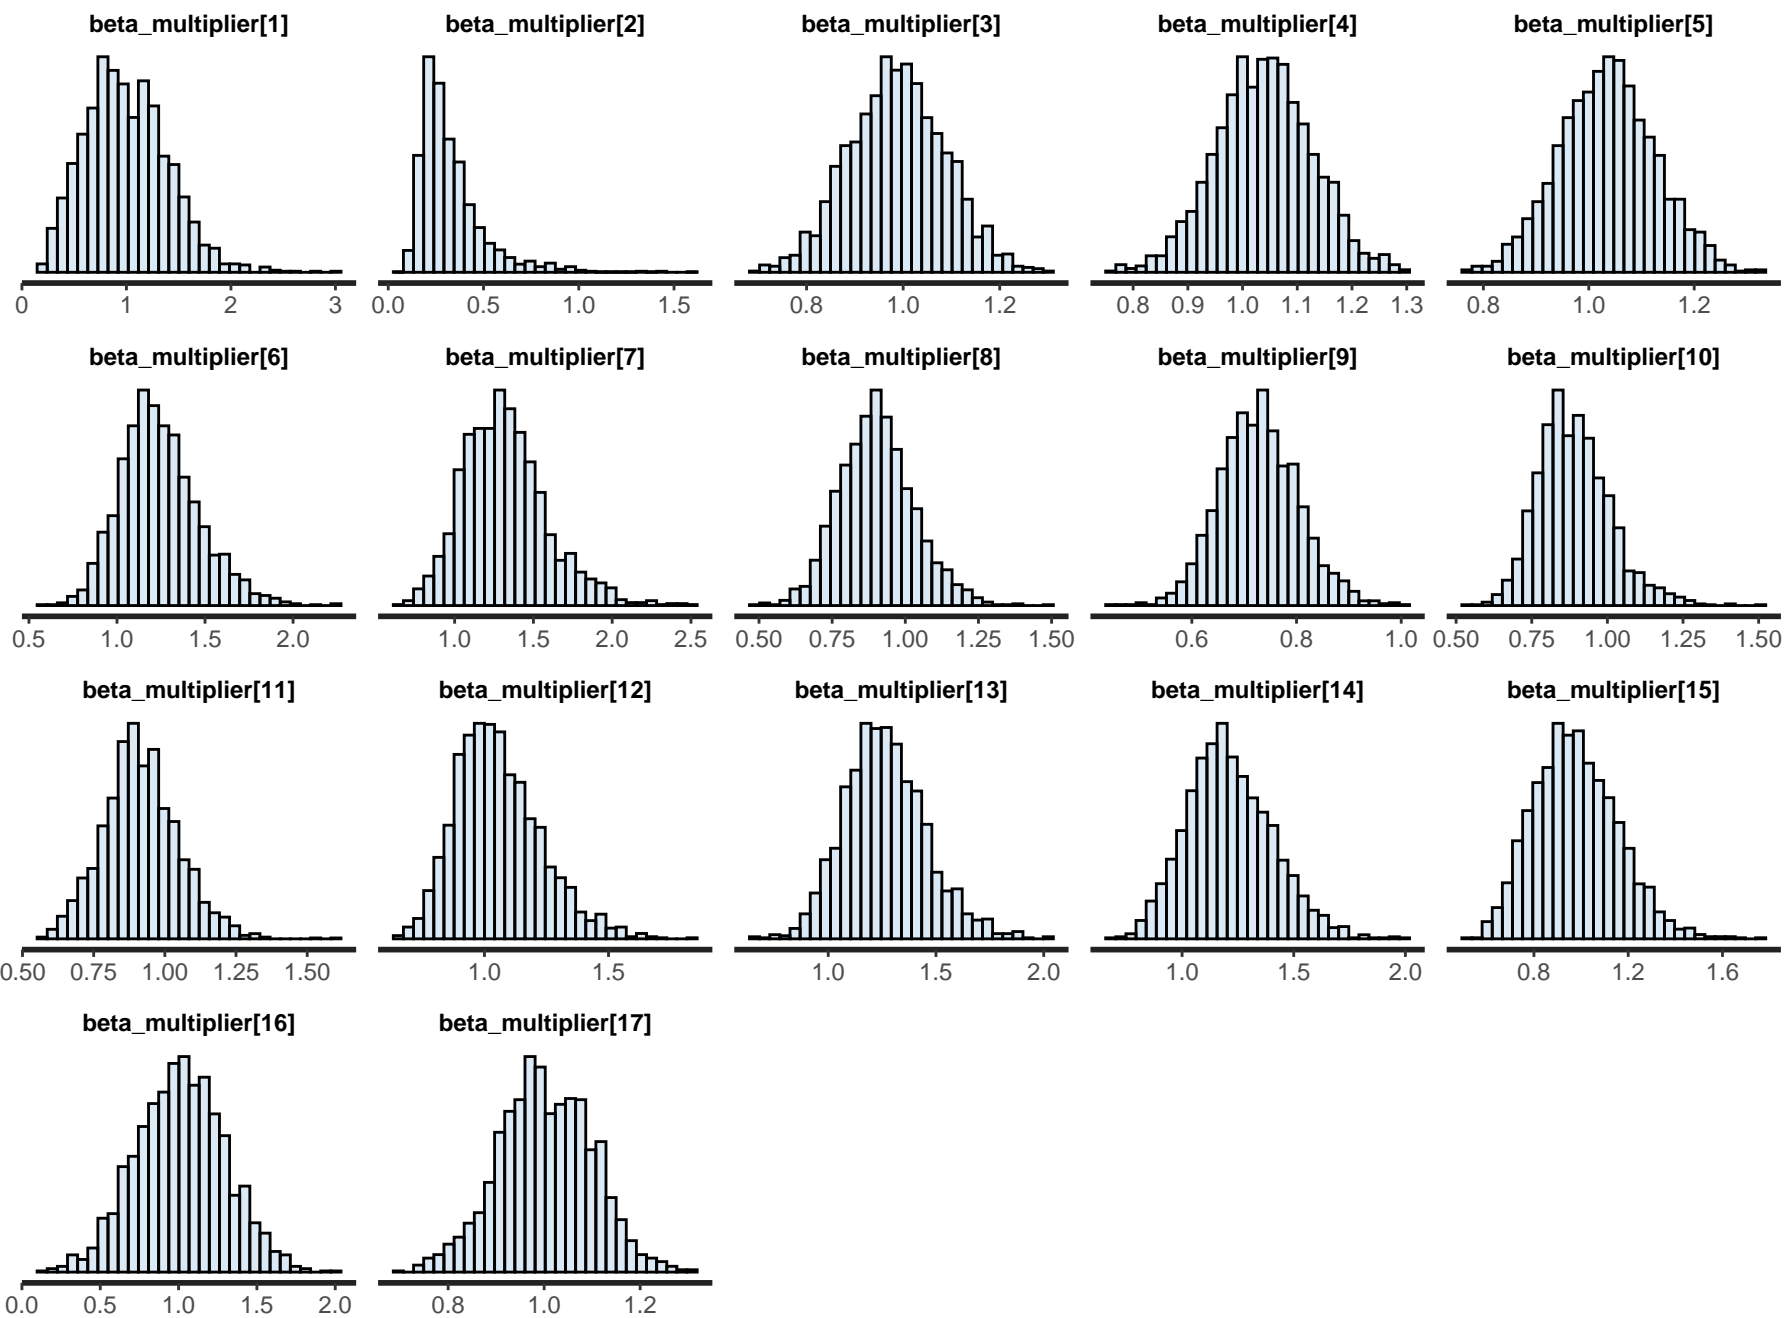 beta_multiplier[1] beta_multiplier[2] beta_multiplier[3] beta_multiplier[4] beta_multiplier[5]
0 1 2 3 0.0 0.5 1.0 1.5 0.8 1.0 1.2 0.8 0.9 1.0 1.1 1.2 1.3 0.8 1.0 1.2
beta_multiplier[6] beta_multiplier[7] beta_multiplier[8] beta_multiplier[9] beta_multiplier[10]
0.5 1.0 1.5 2.0 1.0 1.5 2.0 2.5 0.50 0.75 1.00 1.25 1.50 0.6 0.8 1.0 0.50 0.75 1.00 1.25 1.50
beta_multiplier[11] beta_multiplier[12] beta_multiplier[13] beta_multiplier[14] beta_multiplier[15]
0.50 0.75 1.00 1.25 1.50 1.0 1.5 1.0 1.5 2.0 1.0 1.5 2.0 0.8 1.2 1.6
beta_multiplier[16] beta_multiplier[17]
0.0 0.5 1.0 1.5 2.0 0.8 1.0 1.2